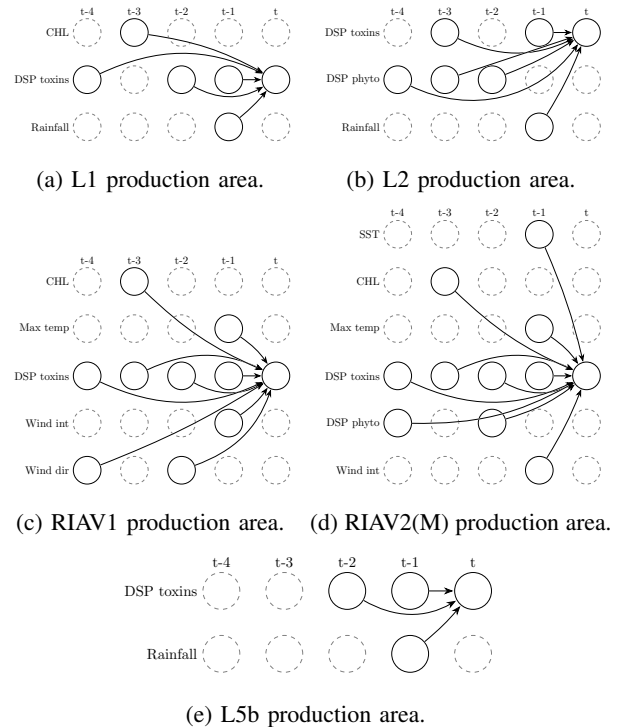 t-4 t-3 t-2 t-1 t
CHL
DSP toxins
Rainfall
(a) L1 production area.
t-4 t-3 t-2 t-1 t
DSP toxins
DSP phyto
Rainfall
(b) L2 production area.
t-4 t-3 t-2 t-1 t
CHL
Max temp
DSP toxins
Wind int
Wind dir
(c) RIAV1 production area.
t-4 t-3 t-2 t-1 t
SST
CHL
Max temp
DSP toxins
DSP phyto
Wind int
(d) RIAV2(M) production area.
t-4 t-3 t-2 t-1 t
DSP toxins
Rainfall
(e) L5b production area.